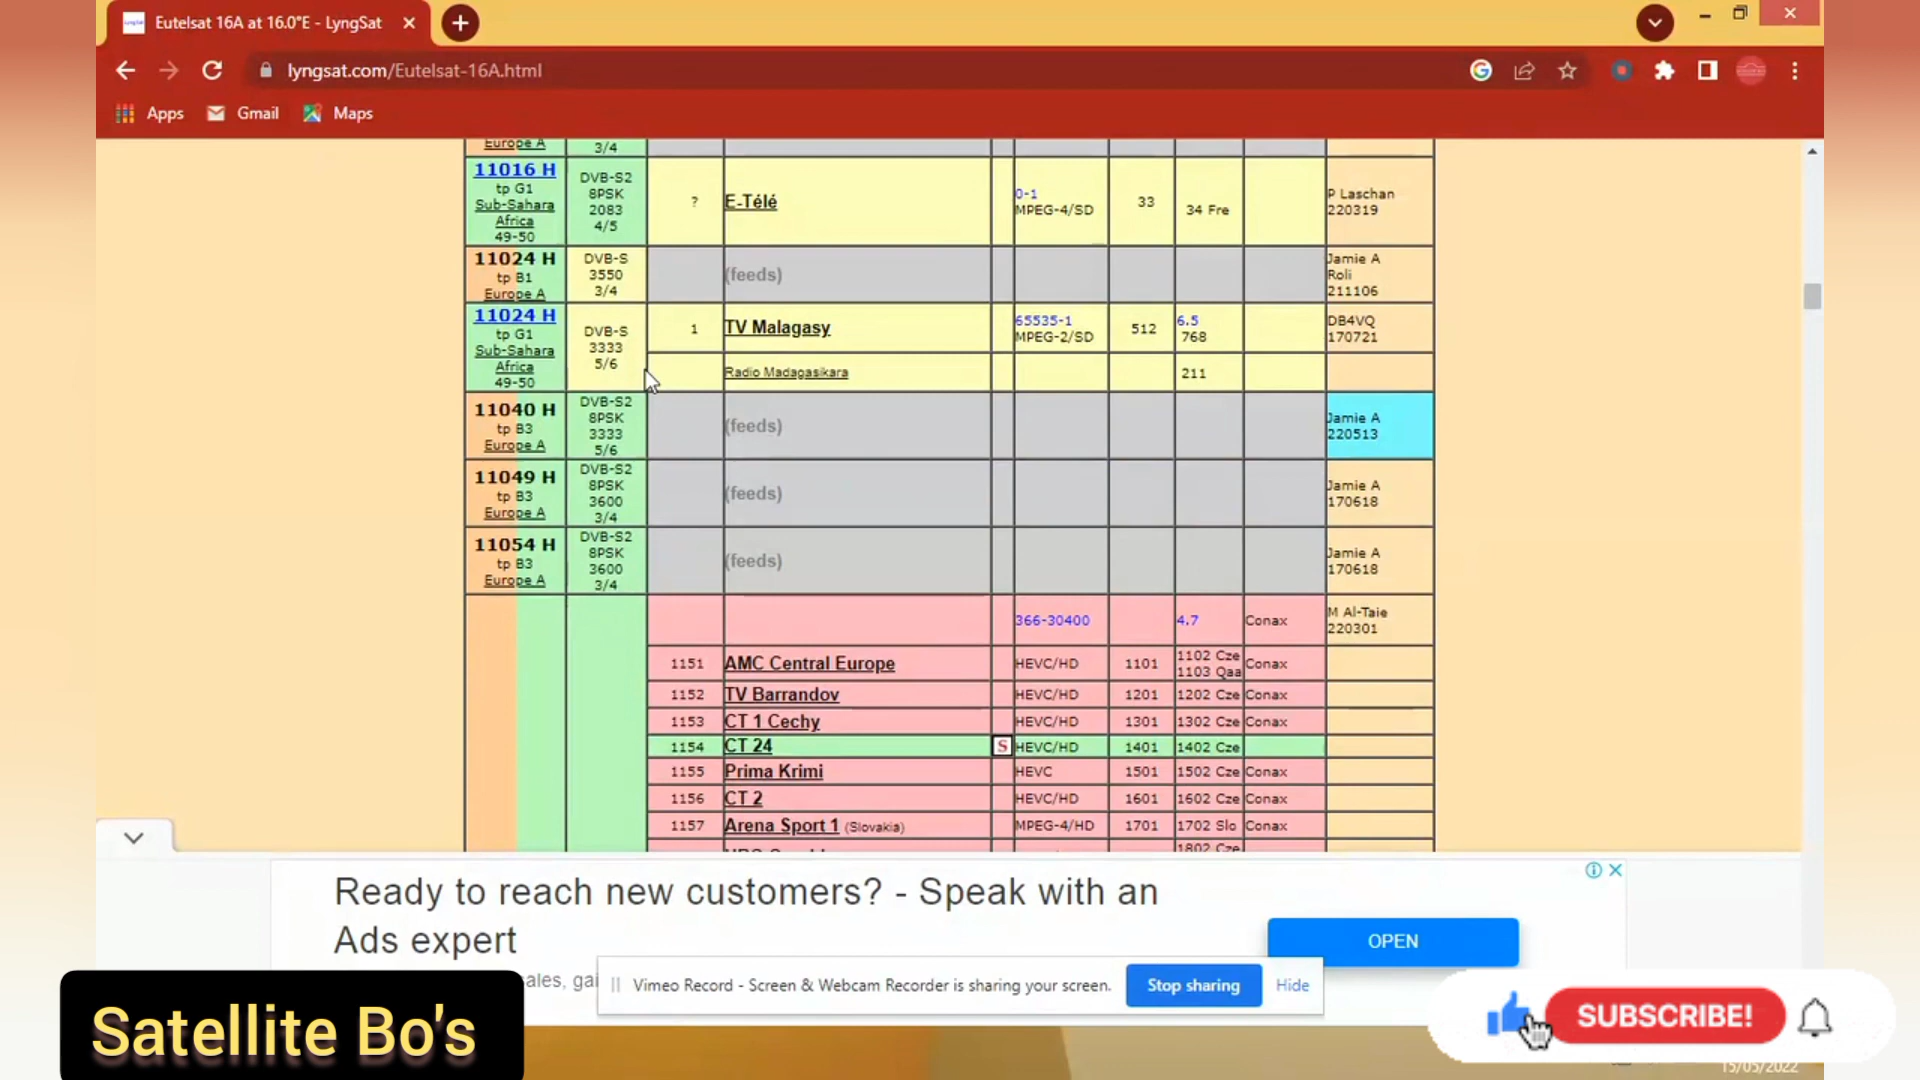 Eutelsat 16A at 16.0°E - LyngSat
lyngsat.com/Eutelsat-16A.html
Apps
Gmail
Maps
Europe A
3/4
11016 H
tp G1
Sub-Sahara
Africa
49-50
DVB-S2
8PSK
2083
4/5
?
E-Télé
0-1
MPEG-4/SD
33
34 Fre
P Laschan
220319
11024 H
tp B1
Europe A
DVB-S
3550
3/4
(feeds)
Jamie A
Roli
211106
11024 H
tp G1
Sub-Sahara
Africa
49-50
DVB-S
3333
5/6
1
TV Malagasy
65535-1
MPEG-2/SD
512
6.5
768
DB4VQ
170721
Radio Madagasikara
211
11040 H
tp B3
Europe A
DVB-S2
8PSK
3333
5/6
(feeds)
Jamie A
220513
11049 H
tp B3
Europe A
DVB-S2
8PSK
3600
3/4
(feeds)
Jamie A
170618
11054 H
tp B3
Europe A
DVB-S2
8PSK
3600
3/4
(feeds)
Jamie A
170618
366-30400
4.7
Conax
M Al-Taie
220301
1151 AMC Central Europe HEVC/HD 1101 1102 Cze Conax
1103 Qaa
1152 TV Barrandov HEVC/HD 1201 1202 Cze Conax
1153 CT 1 Cechy HEVC/HD 1301 1302 Cze Conax
1154 CT 24 S HEVC/HD 1401 1402 Cze
1155 Prima Krimi HEVC 1501 1502 Cze Conax
1156 CT 2 HEVC/HD 1601 1602 Cze Conax
1157 Arena Sport 1 (Slovakia) MPEG-4/HD 1701 1702 Slo Conax
1802 Cze
Ready to reach new customers? - Speak with an
Ads expert
OPEN
ales, gai
Vimeo Record - Screen & Webcam Recorder is sharing your screen.
Stop sharing
Hide
Satellite Bo's
SUBSCRIBE!
15/05/2022